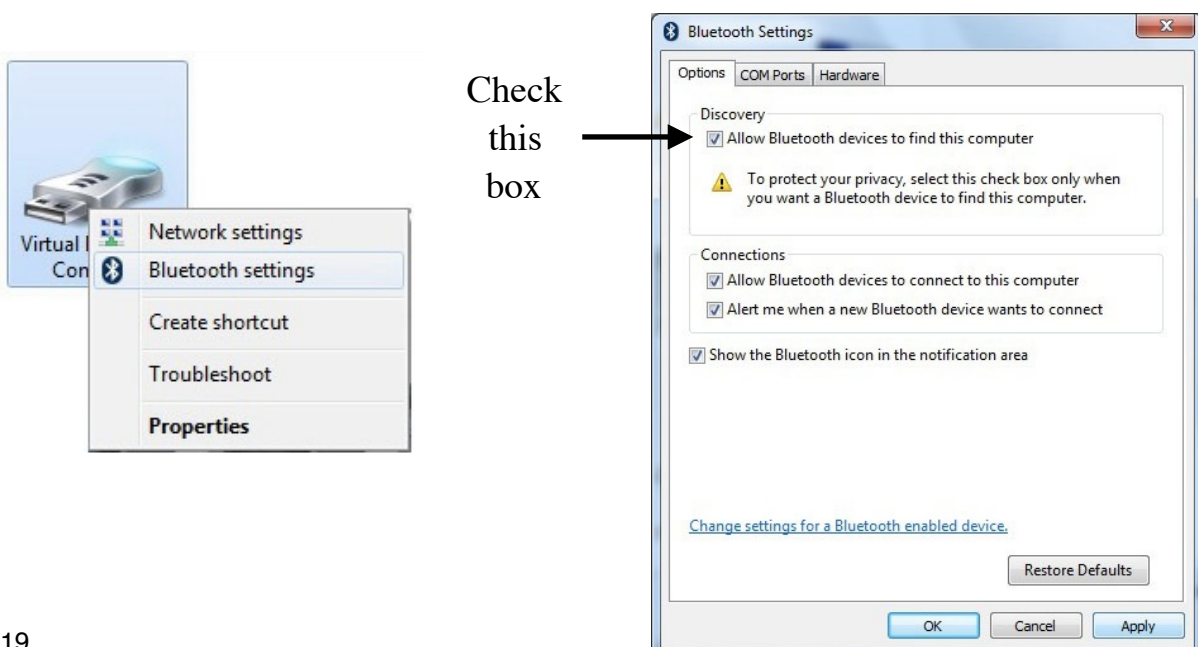 Virtual
Con
Network settings
Bluetooth settings
Create shortcut
Troubleshoot
Properties
Check
this
box
Bluetooth Settings
Options COM Ports Hardware
Discovery
Allow Bluetooth devices to find this computer
To protect your privacy, select this check box only when
you want a Bluetooth device to find this computer.
Connections
Allow Bluetooth devices to connect to this computer
Alert me when a new Bluetooth device wants to connect
Show the Bluetooth icon in the notification area
Change settings for a Bluetooth enabled device.
Restore Defaults
OK Cancel Apply
19